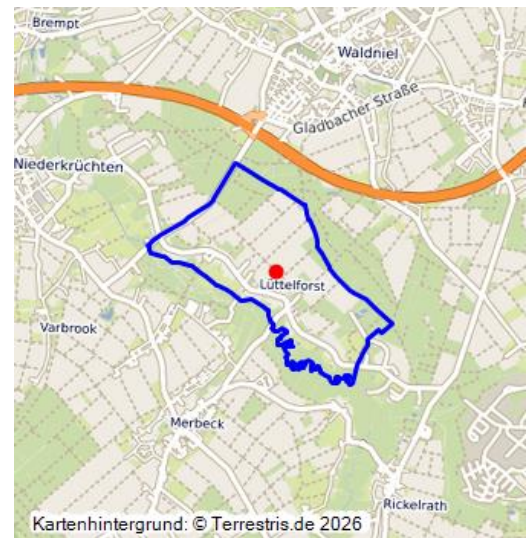 Brempt
Waldniel
Gladbacher Straße
Niederkrüchten
Lüttelforst
Varbrook
Merbeck
Rickelrath
Kartenhintergrund: © Terrestris.de 2026